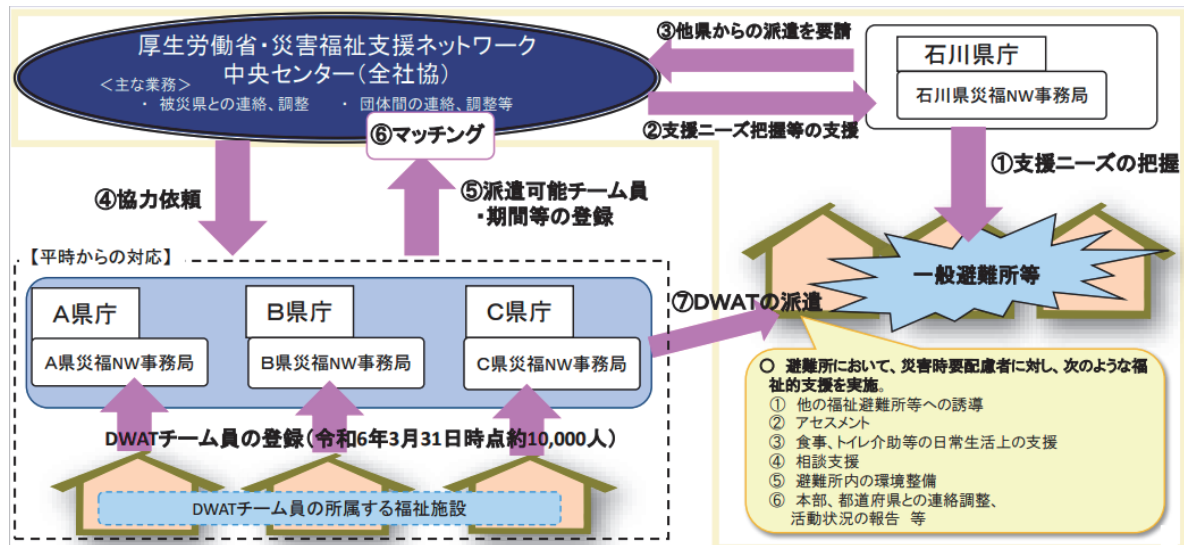 厚生労働省・災害福祉支援ネットワーク
中央センター(全社協)
<主な業務>
・ 被災県との連絡、調整　・ 団体間の連絡、調整等
③他県からの派遣を要請
石川県庁
石川県災福NW事務局
②支援ニーズ把握等の支援
⑥マッチング
①支援ニーズの把握
④協力依頼
⑤派遣可能チーム員
・期間等の登録
一般避難所等
【平時からの対応】
A県庁
A県災福NW事務局
B県庁
B県災福NW事務局
C県庁
C県災福NW事務局
⑦DWATの派遣
DWATチーム員の登録(令和6年3月31日時点約10,000人)
DWATチーム員の所属する福祉施設
○ 避難所において、災害時要配慮者に対し、次のような福
祉的支援を実施。
① 他の福祉避難所等への誘導
② アセスメント
③ 食事、トイレ介助等の日常生活上の支援
④ 相談支援
⑤ 避難所内の環境整備
⑥ 本部、都道府県との連絡調整、
活動状況の報告 等